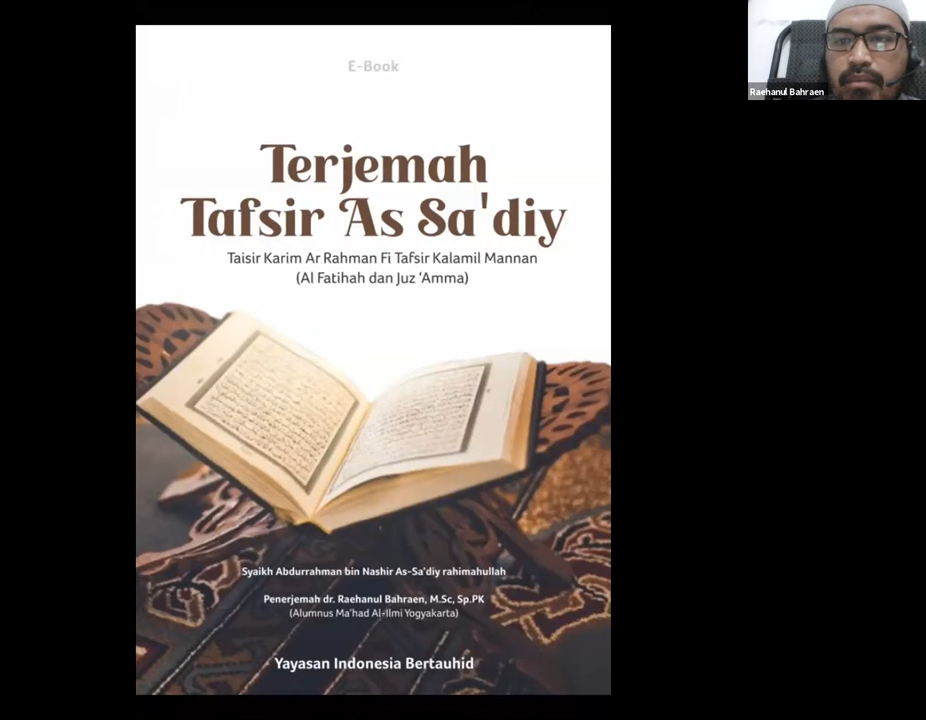 E-Book
Terjemah
Tafsir As Sa'diy
Taisir Karim Ar Rahman Fi Tafsir Kalamil Mannan
(Al Fatihah dan Juz ‘Amma)
Syaikh Abdurrahman bin Nashir As-Sa’diy rahimahullah
Penerjemah dr. Raehanul Bahraen, M.Sc, Sp.PK
(Alumnus Ma’had Al-Ilmi Yogyakarta)
Yayasan Indonesia Bertauhid
Raehanul Bahraen